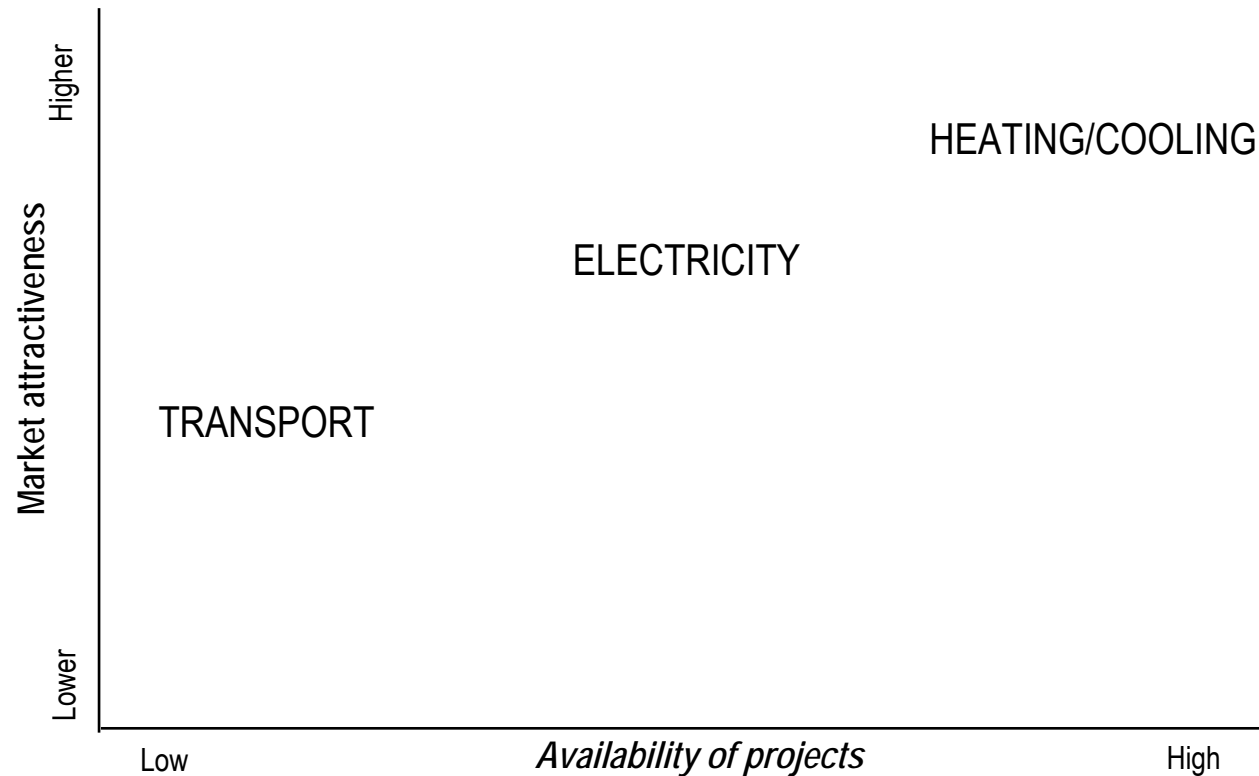 Higher
HEATING/COOLING
ELECTRICITY
Market attractiveness
TRANSPORT
Lower
Low
Availability of projects
High